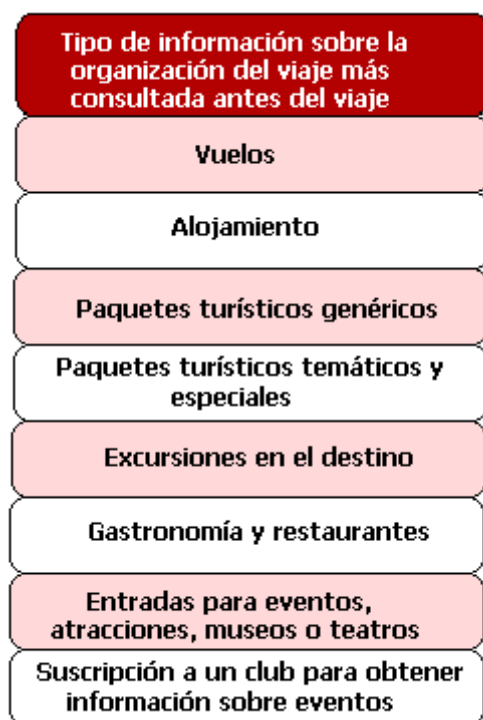 Tipo de información sobre la
organización del viaje más
consultada antes del viaje
Vuelos
Alojamiento
Paquetes turísticos genéricos
Paquetes turísticos temáticos y
especiales
Excursiones en el destino
Gastronomía y restaurantes
Entradas para eventos,
atracciones, museos o teatros
Suscripción a un club para obtener
información sobre eventos